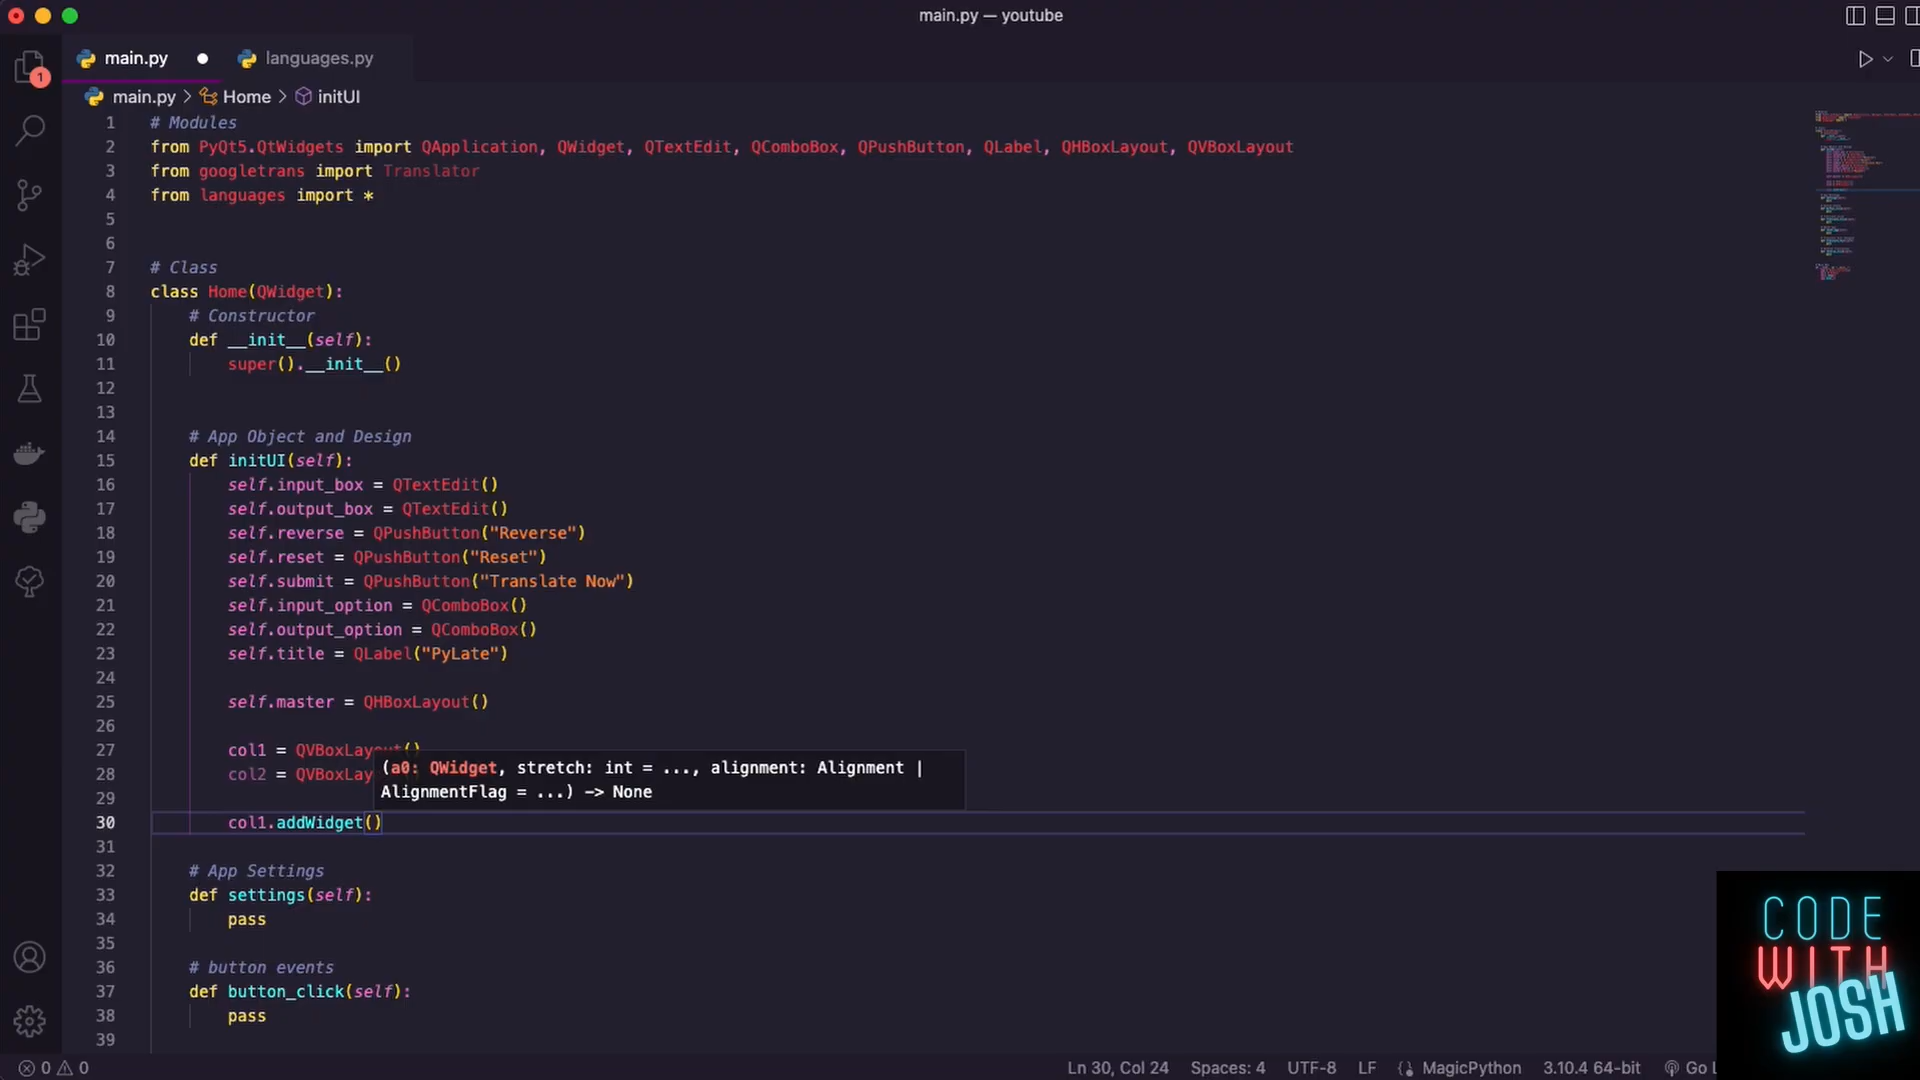 main.py — youtube
1
main.py
languages.py
main.py > Home > initUI
1 # Modules
2 from PyQt5.QtWidgets import QApplication, QWidget, QTextEdit, QComboBox, QPushButton, QLabel, QHBoxLayout, QVBoxLayout
3 from googletrans import Translator
4 from languages import *
5
6
7 # Class
8 class Home(QWidget):
9 # Constructor
10 def __init__(self):
11 super().__init__()
12
13
14 # App Object and Design
15 def initUI(self):
16 self.input_box = QTextEdit()
17 self.output_box = QTextEdit()
18 self.reverse = QPushButton("Reverse")
19 self.reset = QPushButton("Reset")
20 self.submit = QPushButton("Translate Now")
21 self.input_option = QComboBox()
22 self.output_option = QComboBox()
23 self.title = QLabel("PyLate")
24
25 self.master = QHBoxLayout()
26
27 col1 = QVBoxLayout()
(a0: QWidget, stretch: int = ..., alignment: Alignment |
28 col2 = QVBoxLay
AlignmentFlag = ...) -> None
29
30 col1.addWidget()
31
32 # App Settings
33 def settings(self):
34 pass
35
36 # button events
37 def button_click(self):
38 pass
39
CODE
WITH
JOSH
0 0
Ln 30, Col 24 Spaces: 4 UTF-8 LF {} MagicPython 3.10.4 64-bit Go L